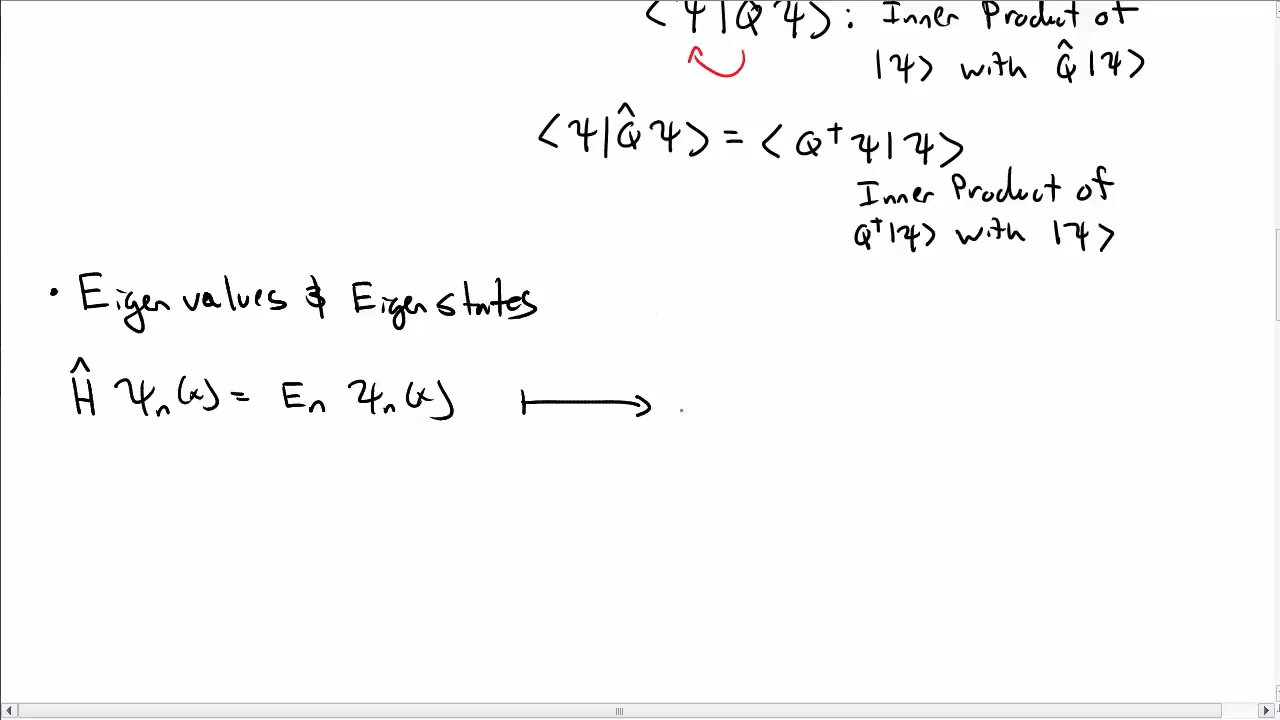 ⟨Ψ|Q̂Ψ⟩ : Inner Product of
|Ψ⟩ with Q̂|Ψ⟩
⟨Ψ|Q̂Ψ⟩ = ⟨Q†Ψ|Ψ⟩
Inner Product of
Q†|Ψ⟩ with |Ψ⟩
• Eigenvalues & Eigenstates
Ĥ Ψₙ(x) = Eₙ Ψₙ(x) ↦